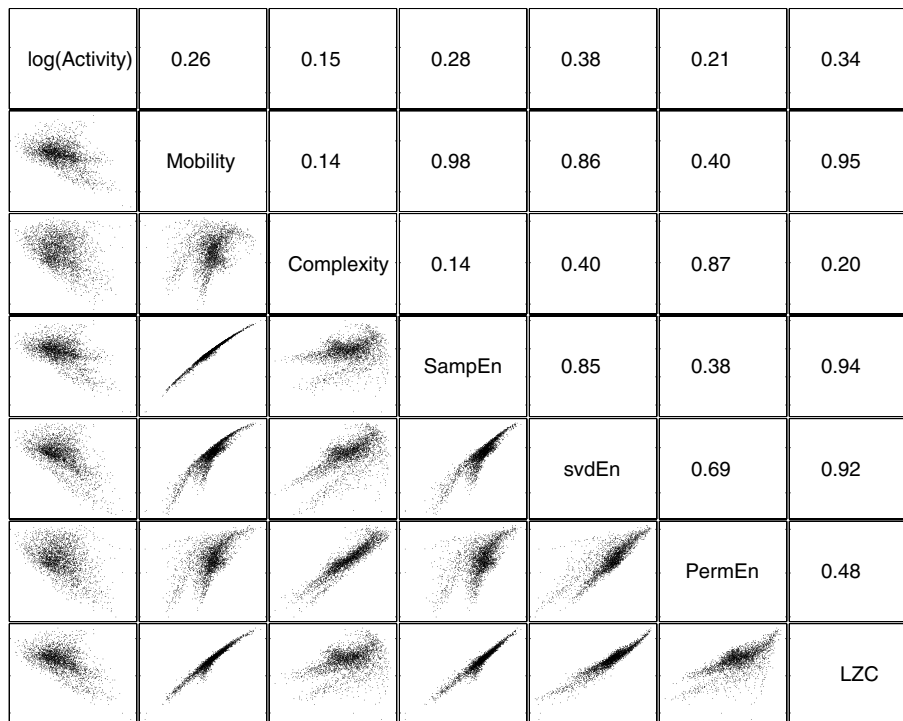 log(Activity) 0.26 0.15 0.28 0.38 0.21 0.34
Mobility 0.14 0.98 0.86 0.40 0.95
Complexity 0.14 0.40 0.87 0.20
SampEn 0.85 0.38 0.94
svdEn 0.69 0.92
PermEn 0.48
LZC